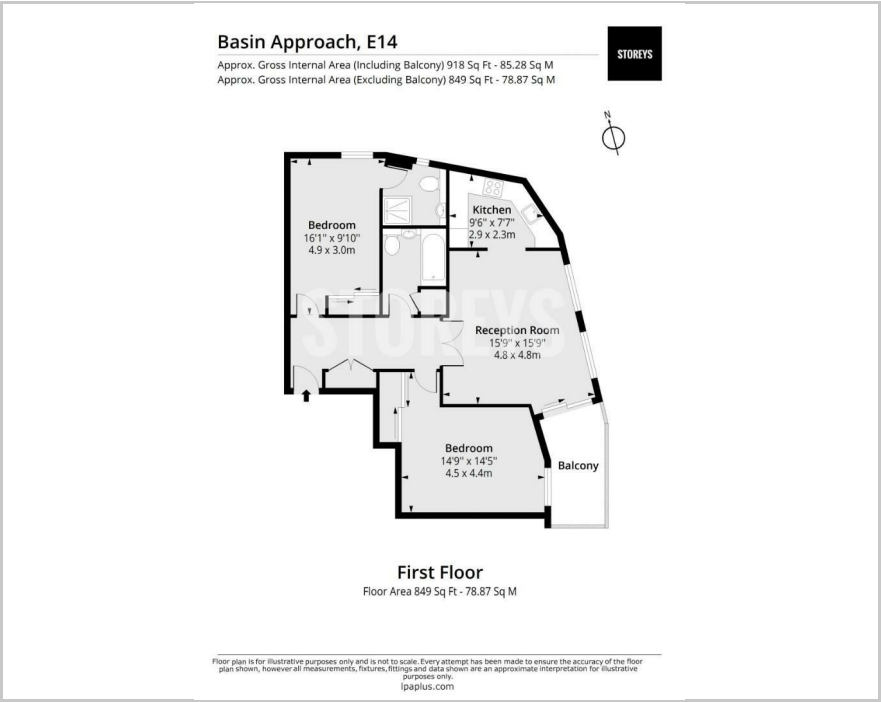 Basin Approach, E14
Approx. Gross Internal Area (Including Balcony) 918 Sq Ft - 85.28 Sq M
Approx. Gross Internal Area (Excluding Balcony) 849 Sq Ft - 78.87 Sq M
STOREYS
N
Kitchen
9'6" x 7'7"
2.9 x 2.3m
Bedroom
16'1" x 9'10"
4.9 x 3.0m
STOREYS
Reception Room
15'9" x 15'9"
4.8 x 4.8m
Bedroom
14'9" x 14'5"
4.5 x 4.4m
Balcony
First Floor
Floor Area 849 Sq Ft - 78.87 Sq M
Floor plan is for illustrative purposes only and is not to scale. Every attempt has been made to ensure the accuracy of the floor
plan shown, however all measurements, fixtures, fittings and data shown are an approximate interpretation for illustrative
purposes only.
lpaplus.com